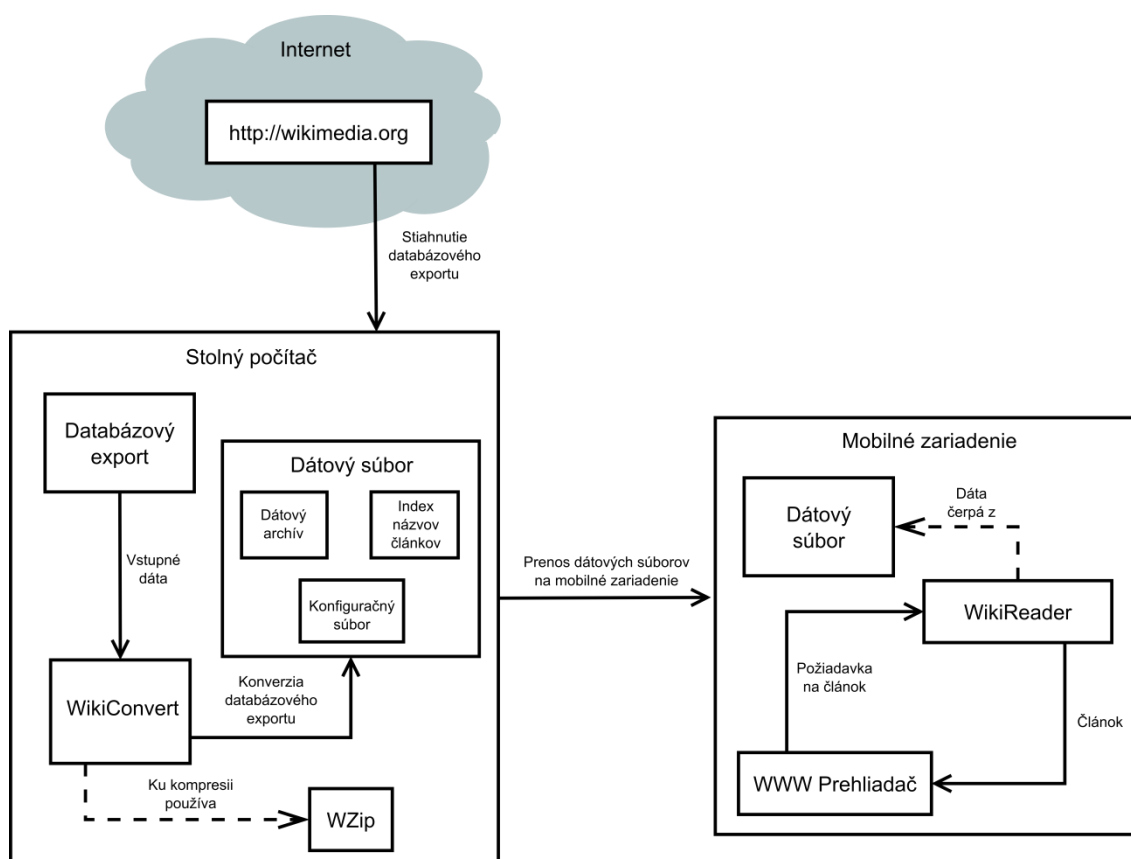 Internet
http://wikimedia.org
Stiahnutie
databázového
exportu
Stolný počítač
Databázový
export
Dátový súbor
Dátový
archív
Index
názvov
článkov
Konfiguračný
súbor
Vstupné
dáta
WikiConvert
Konverzia
databázového
exportu
Ku kompresii
používa
WZip
Prenos dátových súborov
na mobilné zariadenie
Mobilné zariadenie
Dátový
súbor
Dáta
čerpá z
WikiReader
Požiadavka
na článok
Článok
WWW Prehliadač